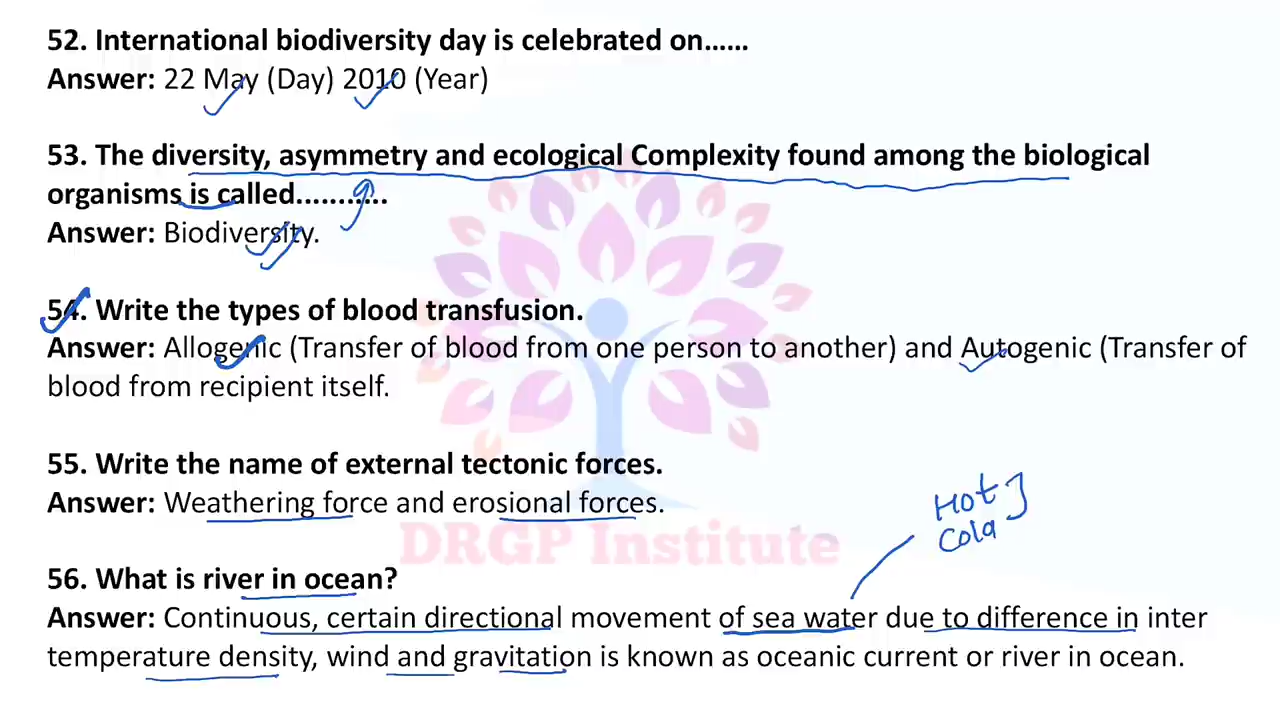 52. International biodiversity day is celebrated on......
Answer: 22 May (Day) 2010 (Year)
53. The diversity, asymmetry and ecological Complexity found among the biological
organisms is called...........
Answer: Biodiversity.
54. Write the types of blood transfusion.
Answer: Allogenic (Transfer of blood from one person to another) and Autogenic (Transfer of
blood from recipient itself.
55. Write the name of external tectonic forces.
Answer: Weathering force and erosional forces.
Hot
Cold
DRGP Institute
56. What is river in ocean?
Answer: Continuous, certain directional movement of sea water due to difference in inter
temperature density, wind and gravitation is known as oceanic current or river in ocean.